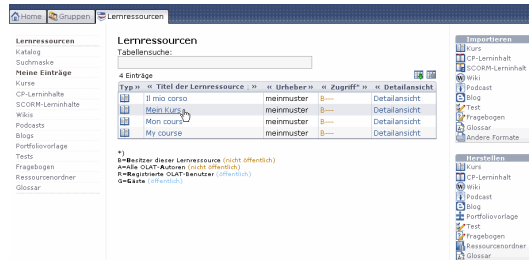 Home Gruppen Lernressourcen
Lernressourcen
Katalog
Suchmaske
Meine Einträge
Kurse
CP-Lerninhalte
SCORM-Lerninhalte
Wikis
Podcasts
Blogs
Portfoliovorlage
Tests
Fragebogen
Ressourcenordner
Glossar
Lernressourcen
Tabellensuche:
4 Einträge
Typ » « Titel der Lernressource » « Urheber » « Zugriff* » « Detailansicht
Il mio corso meinmuster B--- Detailansicht
Mein Kurs meinmuster B--- Detailansicht
Mon cours meinmuster B--- Detailansicht
My course meinmuster B--- Detailansicht
*)
B=Besitzer dieser Lernressource (nicht öffentlich)
A=Alle OLAT-Autoren (nicht öffentlich)
R=Registrierte OLAT-Benutzer (öffentlich)
G=Gäste (öffentlich)
Importieren
Kurs
CP-Lerninhalt
SCORM-Lerninhalt
Wiki
Podcast
Blog
Test
Fragebogen
Glossar
Andere Formate
Herstellen
Kurs
CP-Lerninhalt
Wiki
Podcast
Blog
Portfoliovorlage
Test
Fragebogen
Ressourcenordner
Glossar